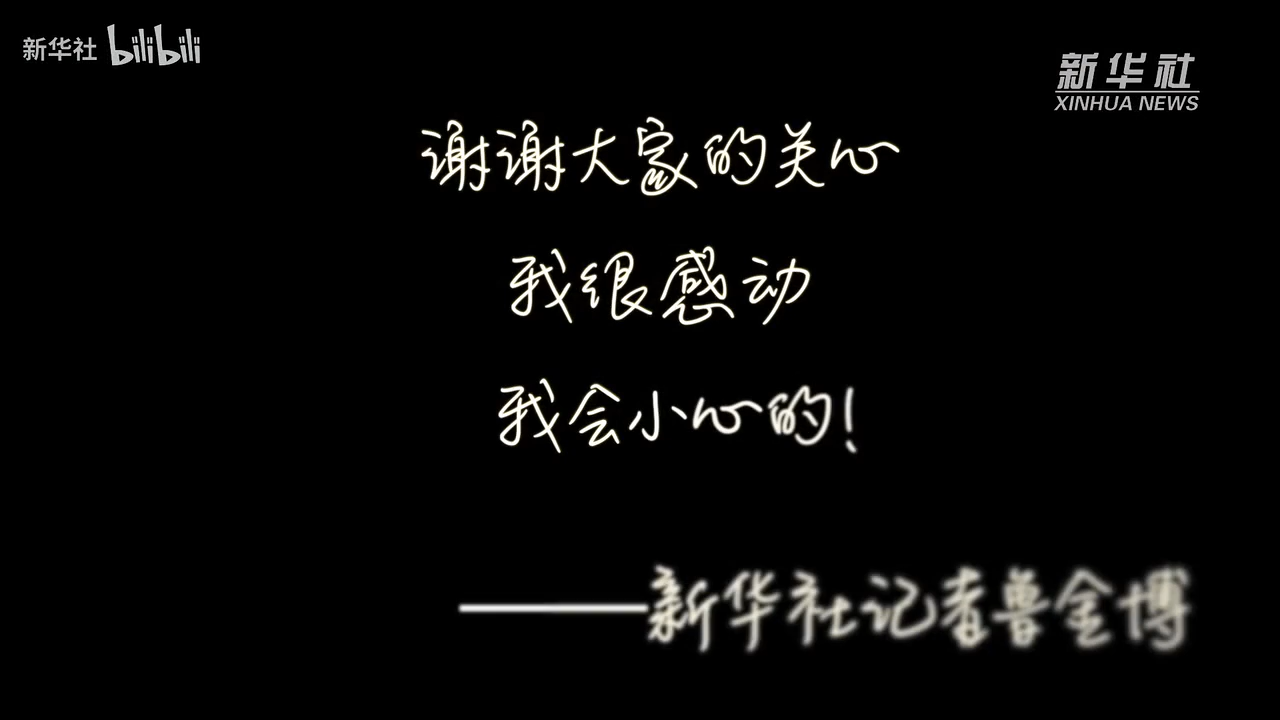 新华社 bilibili
新华社
XINHUA NEWS
谢谢大家的关心
我很感动
我会小心的!
——新华社记者鲁金博